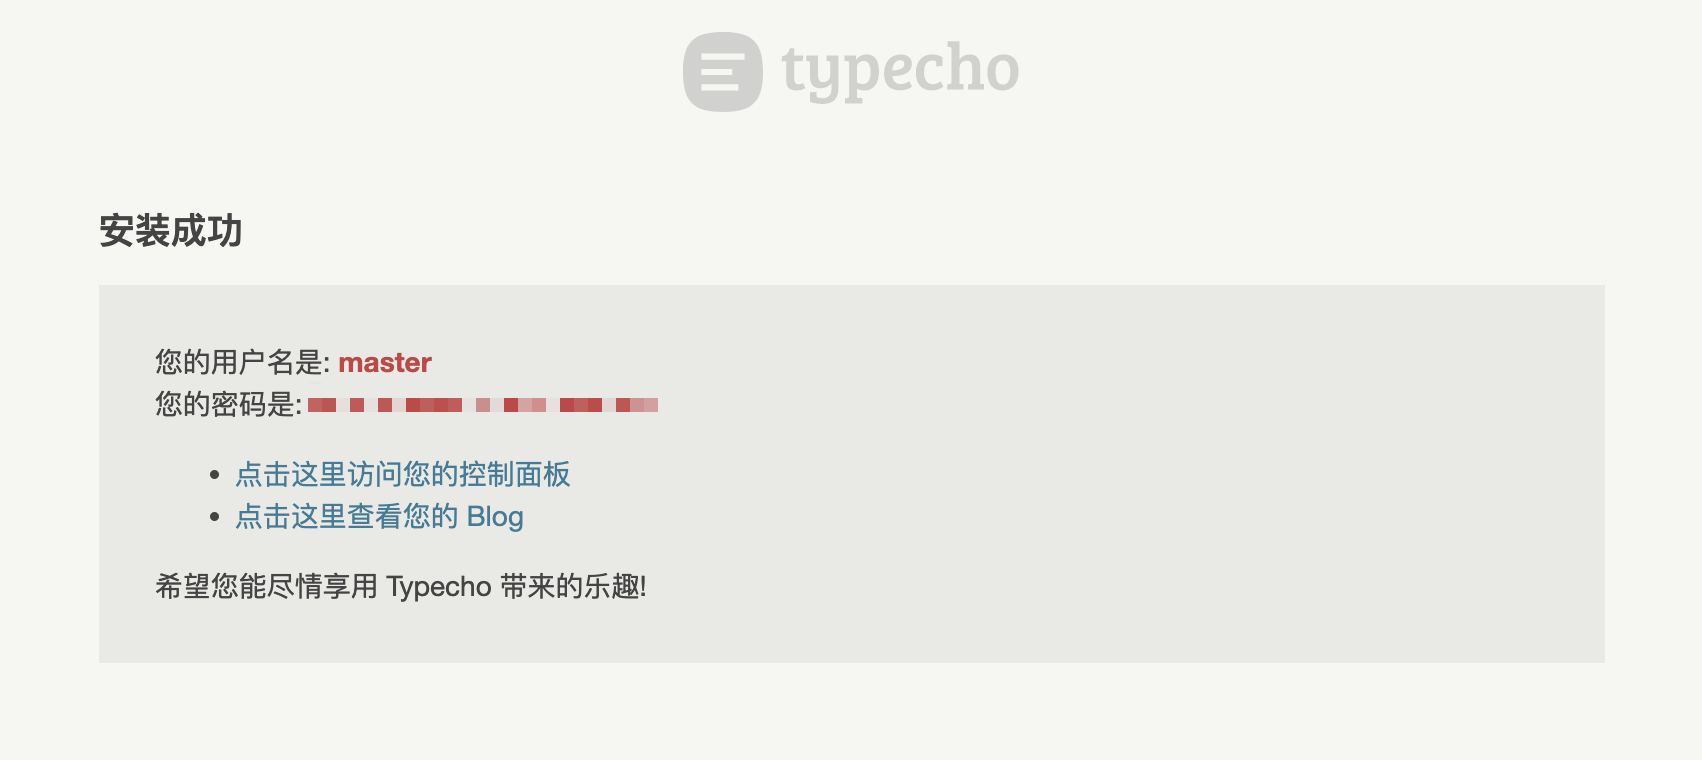 typecho
安装成功
您的用户名是: master
您的密码是:
点击这里访问您的控制面板
点击这里查看您的 Blog
希望您能尽情享用 Typecho 带来的乐趣!